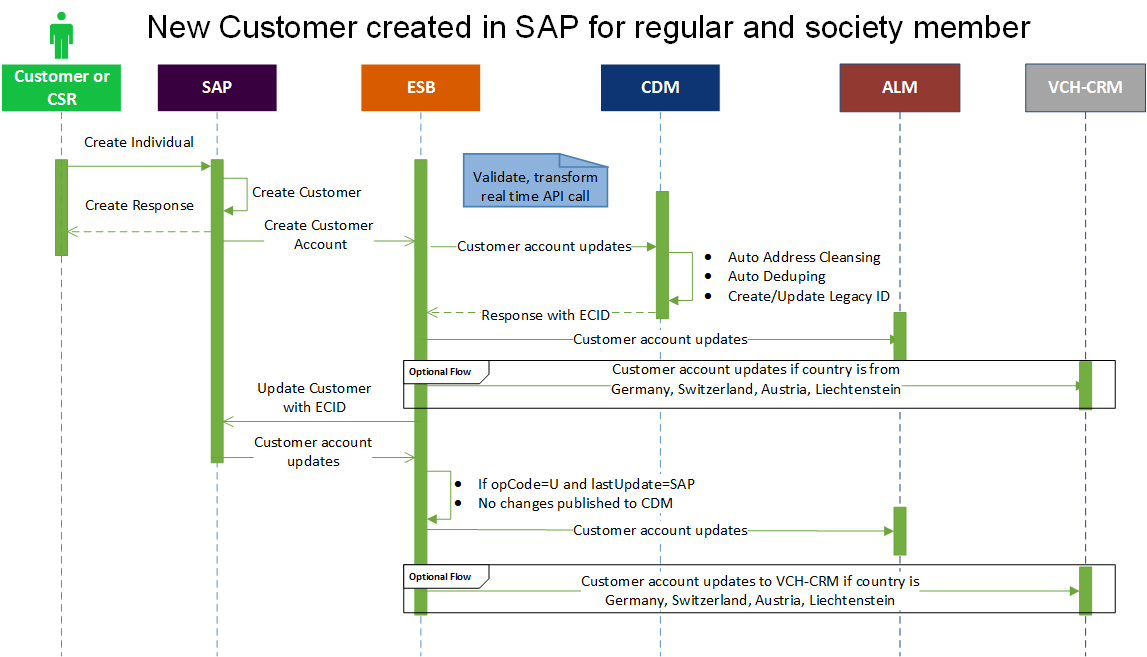 New Customer created in SAP for regular and society member
Customer or
CSR
SAP
ESB
CDM
ALM
VCH-CRM
Create Individual
Validate, transform
real time API call
Create Customer
Create Response
Create Customer
Account
Customer account updates
• Auto Address Cleansing
• Auto Deduping
• Create/Update Legacy ID
Response with ECID
Customer account updates
Optional Flow
Customer account updates if country is from
Germany, Switzerland, Austria, Liechtenstein
Update Customer
with ECID
Customer account
updates
• If opCode=U and lastUpdate=SAP
• No changes published to CDM
Customer account updates
Optional Flow
Customer account updates to VCH-CRM if country is
Germany, Switzerland, Austria, Liechtenstein